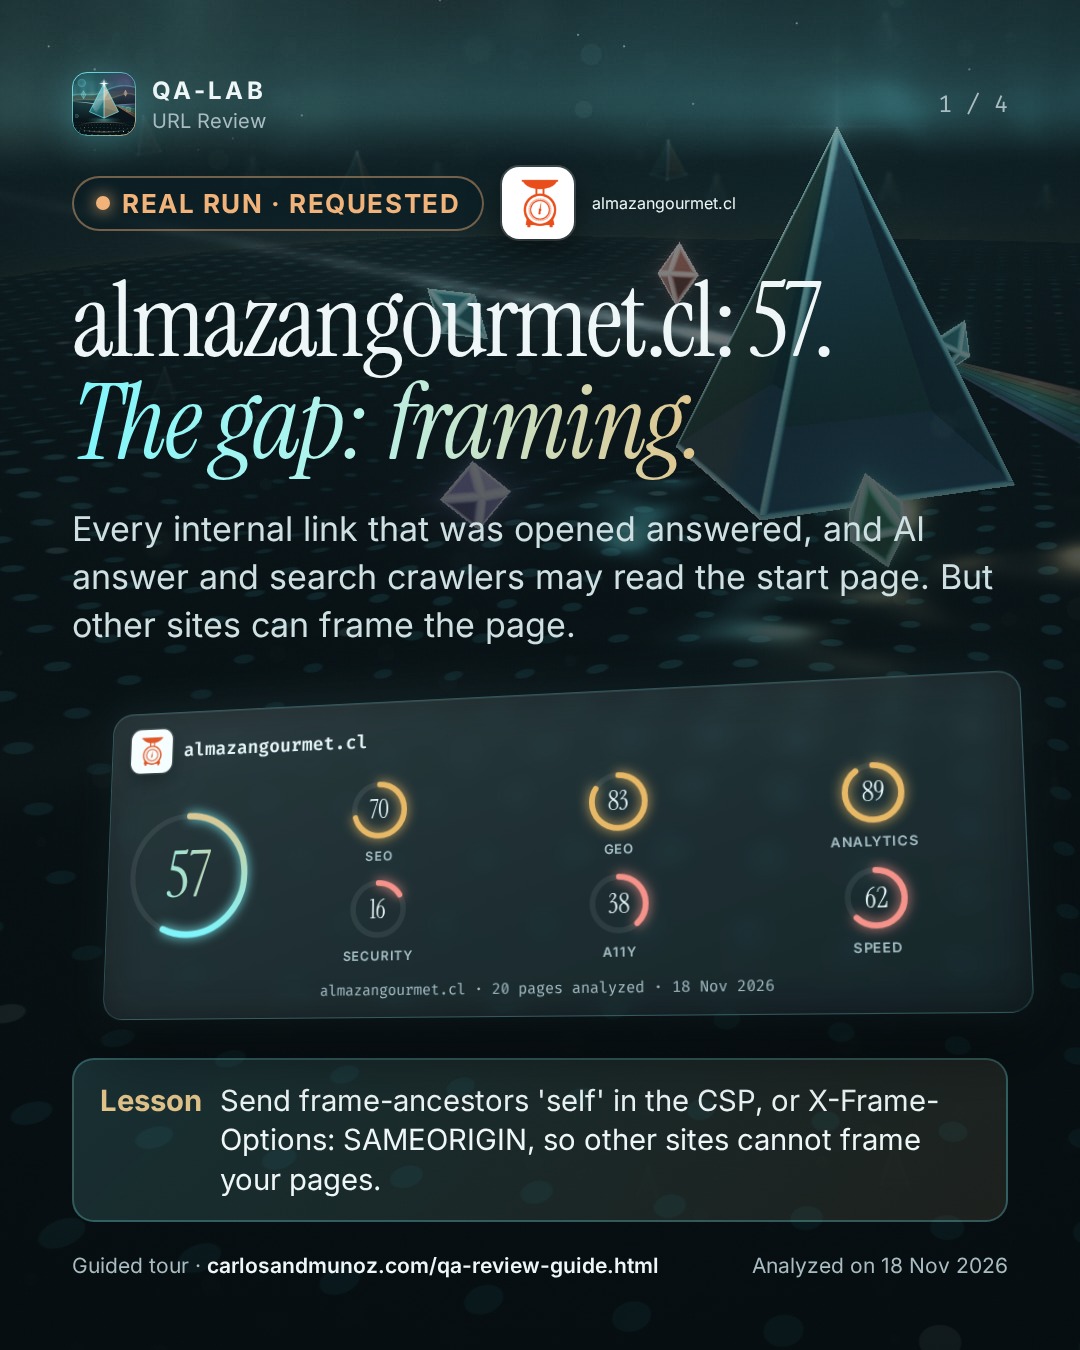 QA-LAB
URL Review
1 / 4
REAL RUN · REQUESTED
almazangourmet.cl
almazangourmet.cl: 57.
The gap: framing.
Every internal link that was opened answered, and AI
answer and search crawlers may read the start page. But
other sites can frame the page.
almazangourmet.cl
57
70
SEO
83
GEO
89
ANALYTICS
16
SECURITY
38
A11Y
62
SPEED
almazangourmet.cl · 20 pages analyzed · 18 Nov 2026
Lesson
Send frame-ancestors 'self' in the CSP, or X-Frame-
Options: SAMEORIGIN, so other sites cannot frame
your pages.
Guided tour · carlosandmunoz.com/qa-review-guide.html
Analyzed on 18 Nov 2026